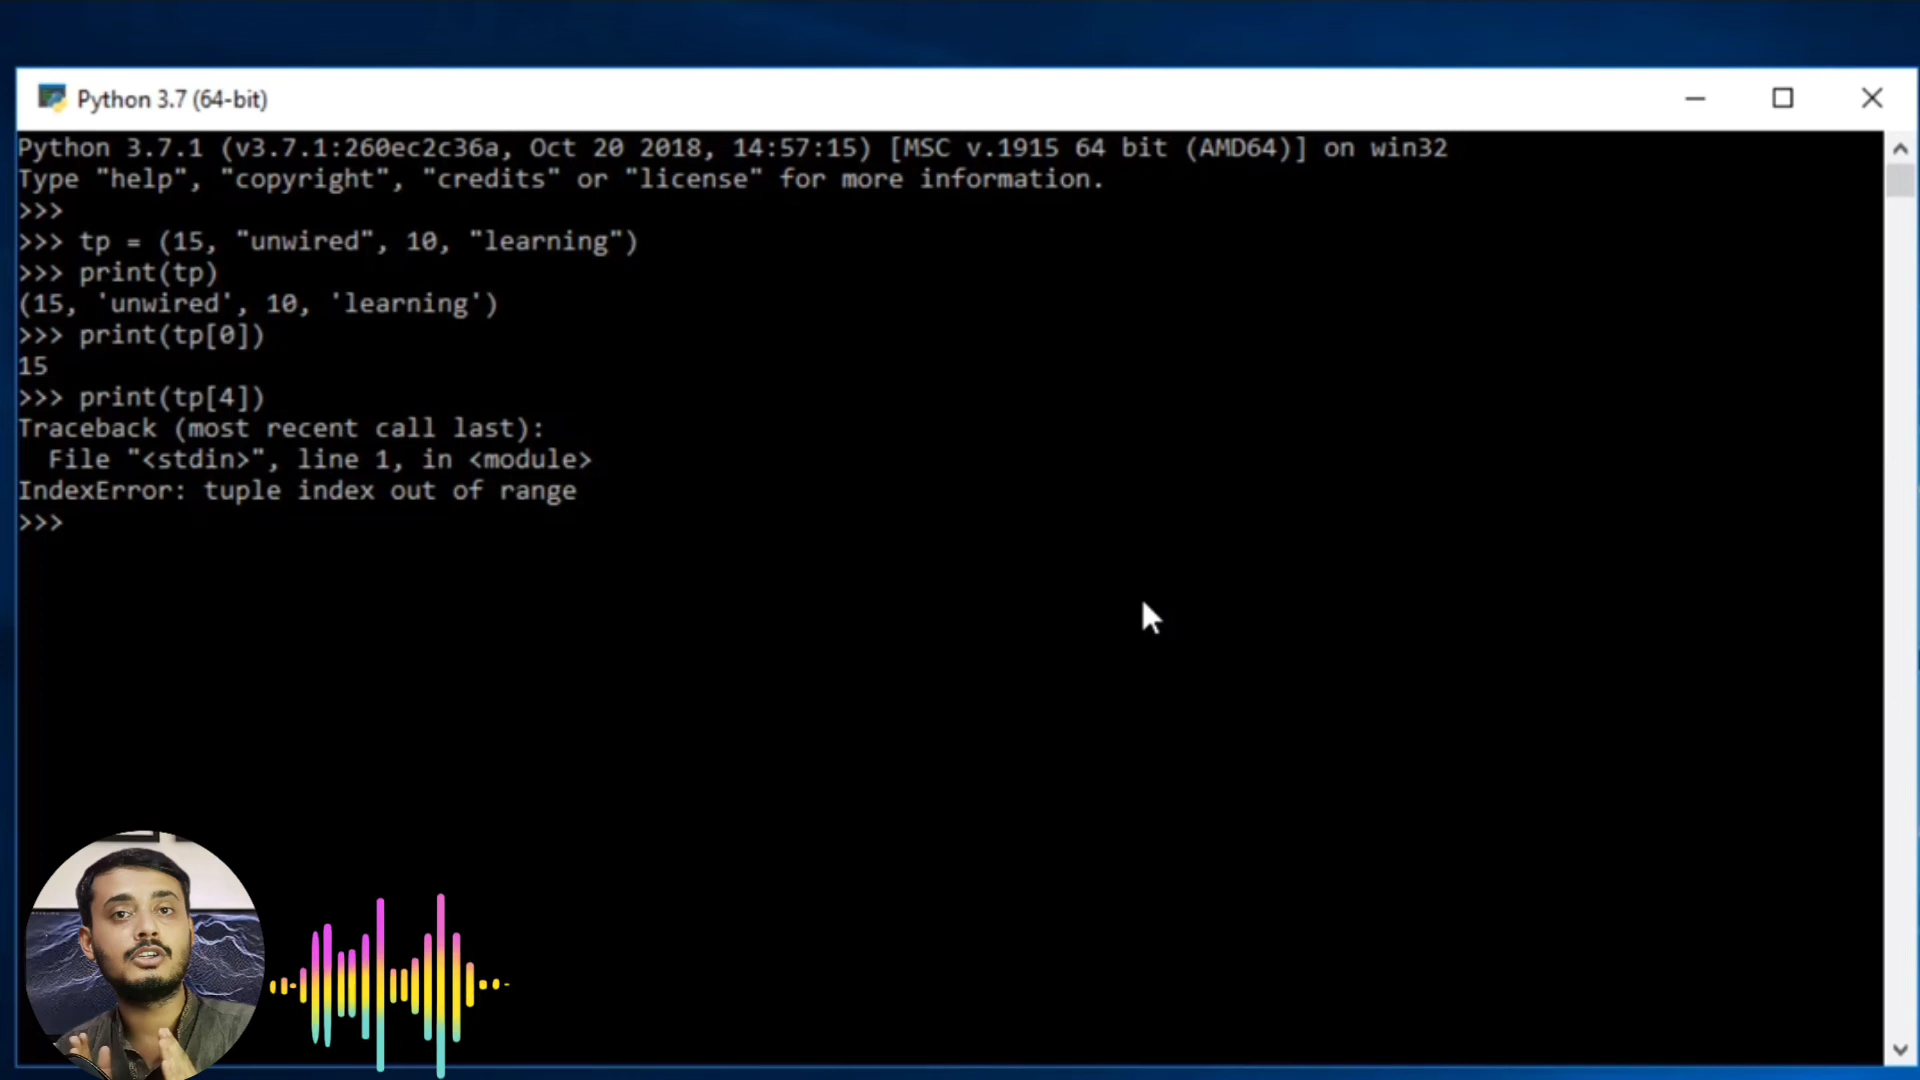 Python 3.7 (64-bit)
Python 3.7.1 (v3.7.1:260ec2c36a, Oct 20 2018, 14:57:15) [MSC v.1915 64 bit (AMD64)] on win32
Type "help", "copyright", "credits" or "license" for more information.
>>>
>>> tp = (15, "unwired", 10, "learning")
>>> print(tp)
(15, 'unwired', 10, 'learning')
>>> print(tp[0])
15
>>> print(tp[4])
Traceback (most recent call last):
  File "<stdin>", line 1, in <module>
IndexError: tuple index out of range
>>>